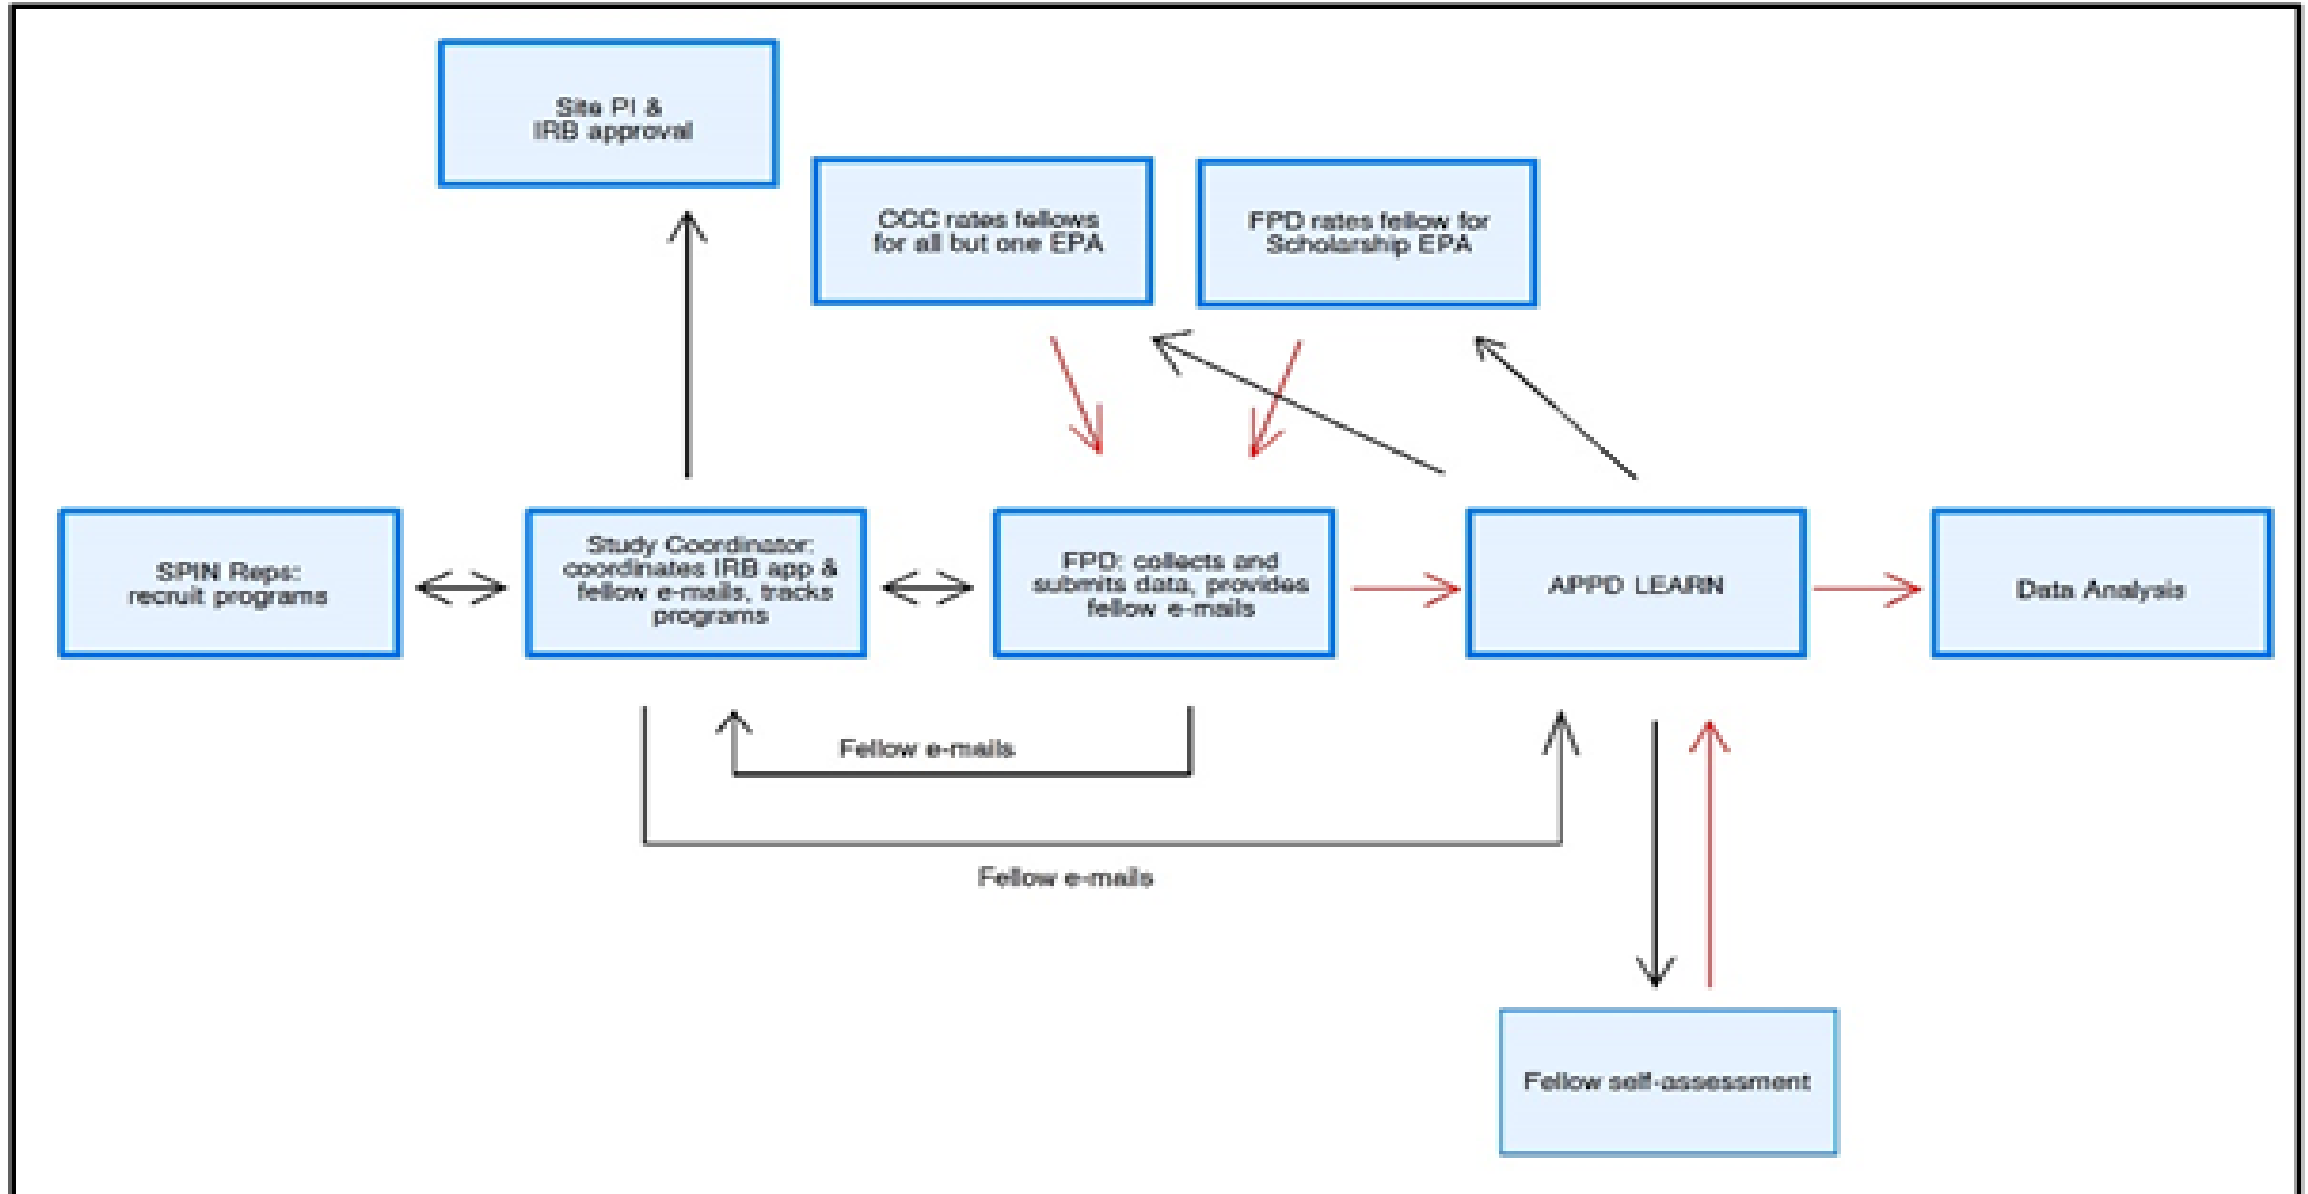 Site PI &
IRB approval
CCC rates fellows
for all but one EPA
FPD rates fellow for
Scholarship EPA
SPIN Reps:
recruit programs
Study Coordinator:
coordinates IRB app &
fellow e-mails, tracks
programs
FPD: collects and
submits data, provides
fellow e-mails
APPD LEARN
Data Analysis
Fellow e-mails
Fellow e-mails
Fellow self-assessment